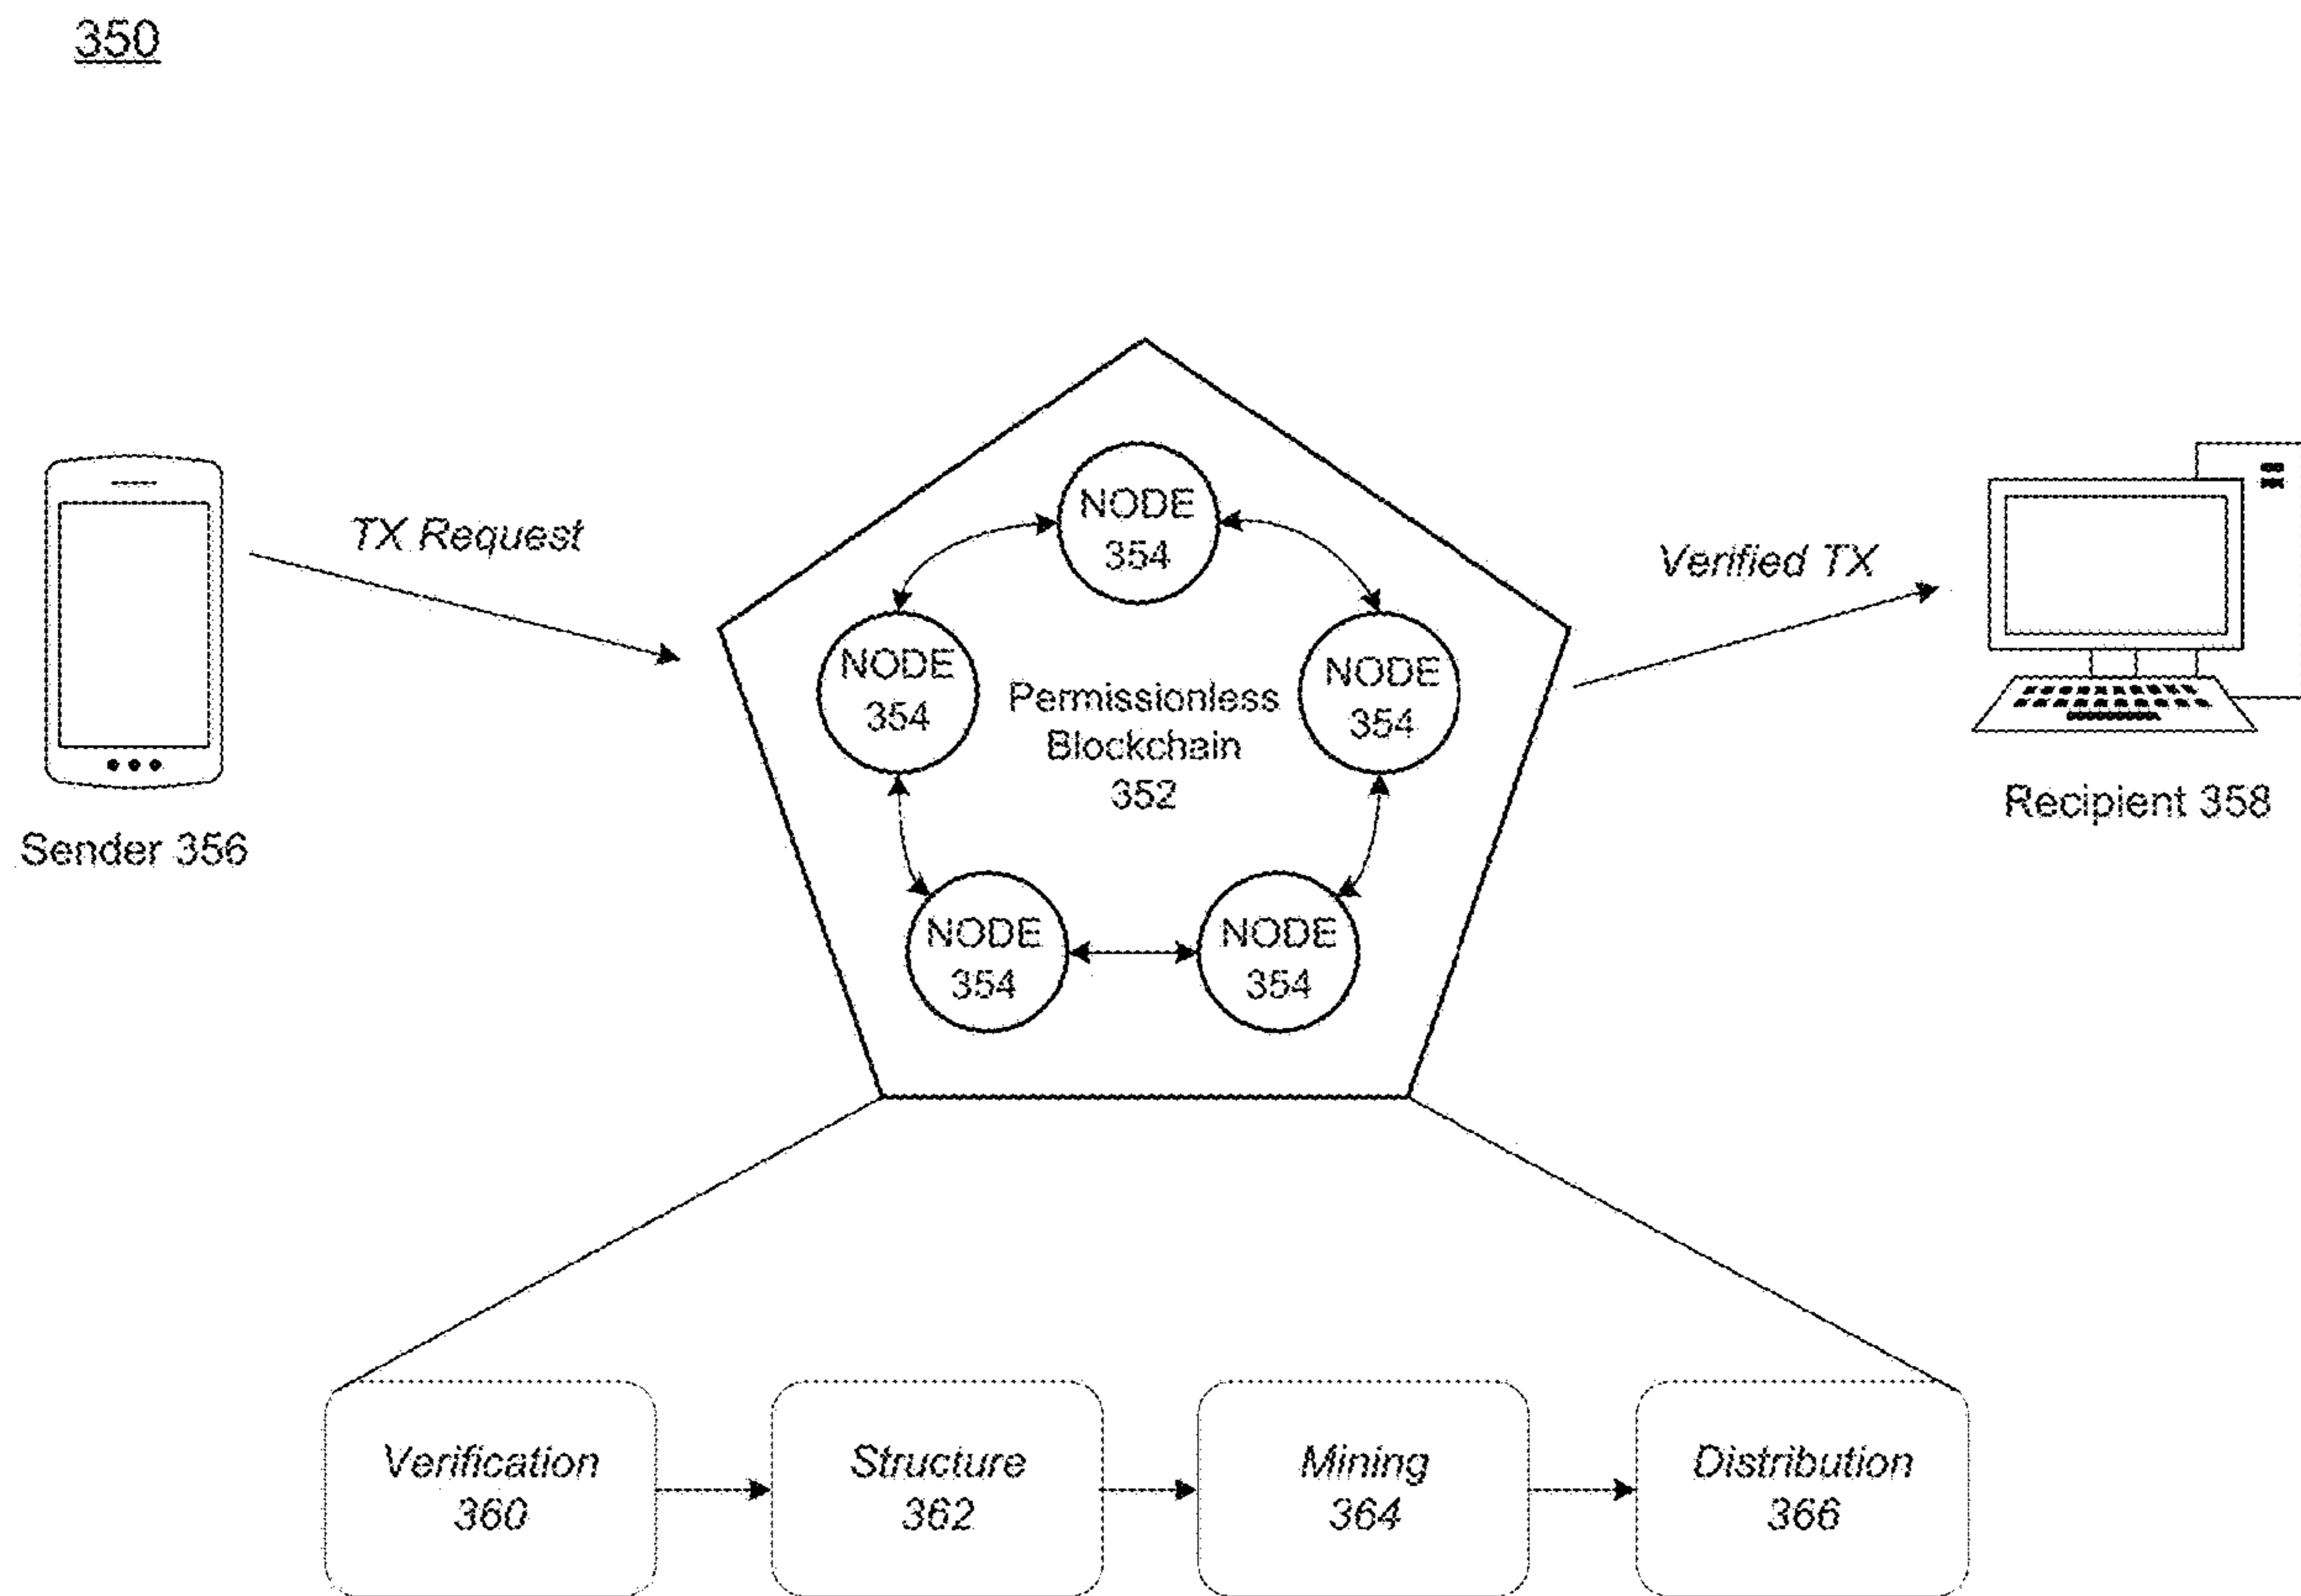 350
TX Request
NODE
354
Verified TX
NODE
354
Permissionless
Blockchain
352
NODE
354
Sender 356
Recipient 358
NODE
354
NODE
354
Verification
360
Structure
362
Mining
364
Distribution
366